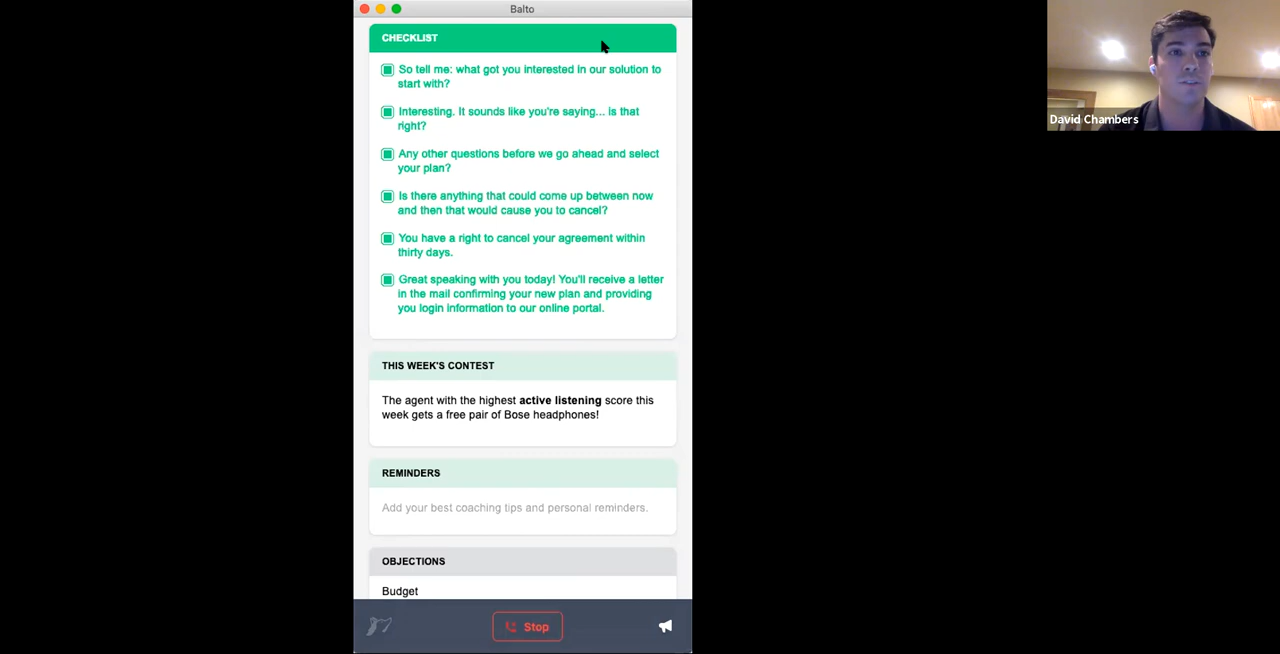 Balto
CHECKLIST
So tell me: what got you interested in our solution to
start with?
Interesting. It sounds like you're saying... is that
right?
Any other questions before we go ahead and select
your plan?
Is there anything that could come up between now
and then that would cause you to cancel?
You have a right to cancel your agreement within
thirty days.
Great speaking with you today! You'll receive a letter
in the mail confirming your new plan and providing
you login information to our online portal.
THIS WEEK'S CONTEST
The agent with the highest active listening score this
week gets a free pair of Bose headphones!
REMINDERS
Add your best coaching tips and personal reminders.
OBJECTIONS
Budget
Stop
David Chambers